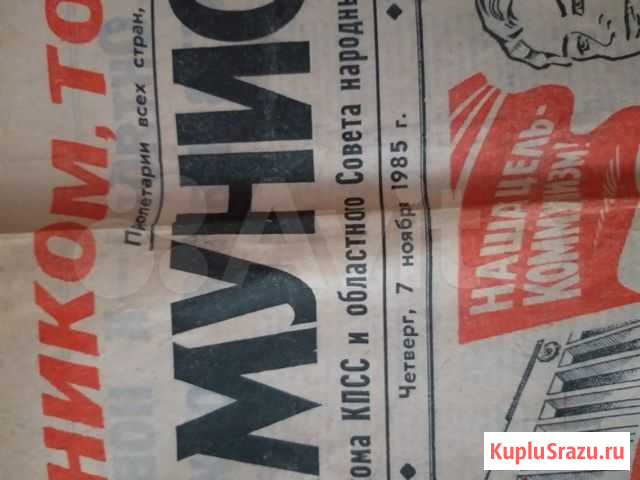 НИКОМ, ТО
Пролетарии всех стран,
МУНИС
ома КПСС и областного Совета народны
◆ Четверг, 7 ноября 1985 г. ◆
НАША ЦЕЛЬ-
КОММУНИЗМ!
KupluSrazu.ru